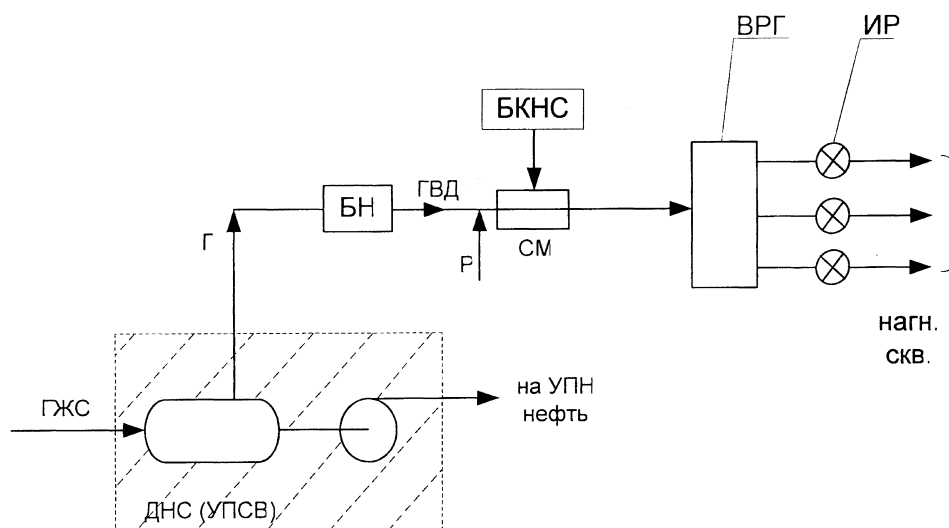 ВРГ
ИР
БКНС
БН
ГВД
Г
Р
СМ
нагн.
скв.
на УПН
нефть
ГЖС
ДНС (УПСВ)